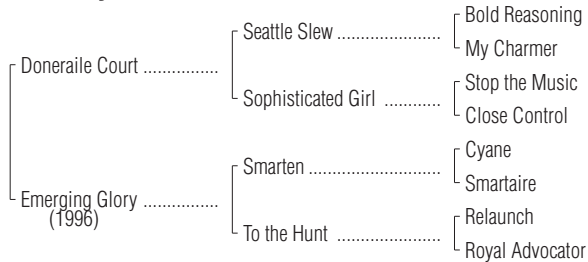 Bold Reasoning
Seattle Slew ..................
My Charmer
Doneraile Court ...............
Stop the Music
Sophisticated Girl ............
Close Control
Cyane
Smarten ........................
Smartaire
Emerging Glory ...............
(1996)
Relaunch
To the Hunt ...................
Royal Advocator